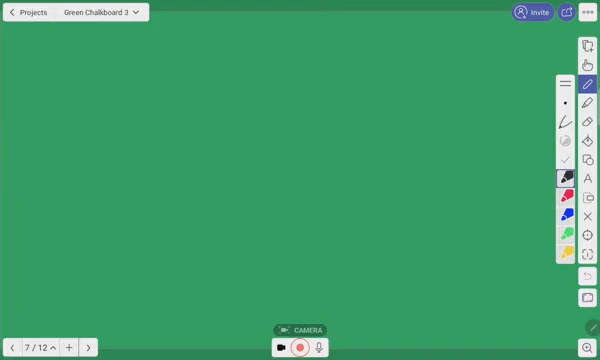 Projects
Green Chalkboard 3
Invite
A
CAMERA
7 / 12